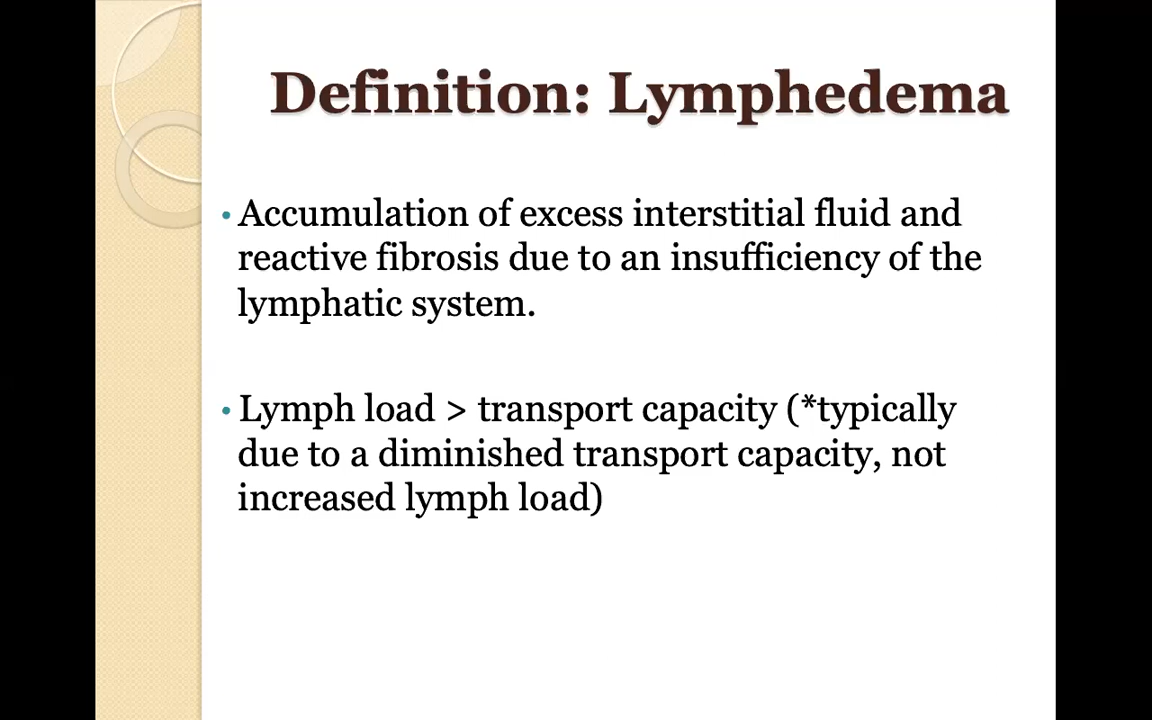 Definition: Lymphedema
• Accumulation of excess interstitial fluid and
reactive fibrosis due to an insufficiency of the
lymphatic system.
• Lymph load > transport capacity (*typically
due to a diminished transport capacity, not
increased lymph load)